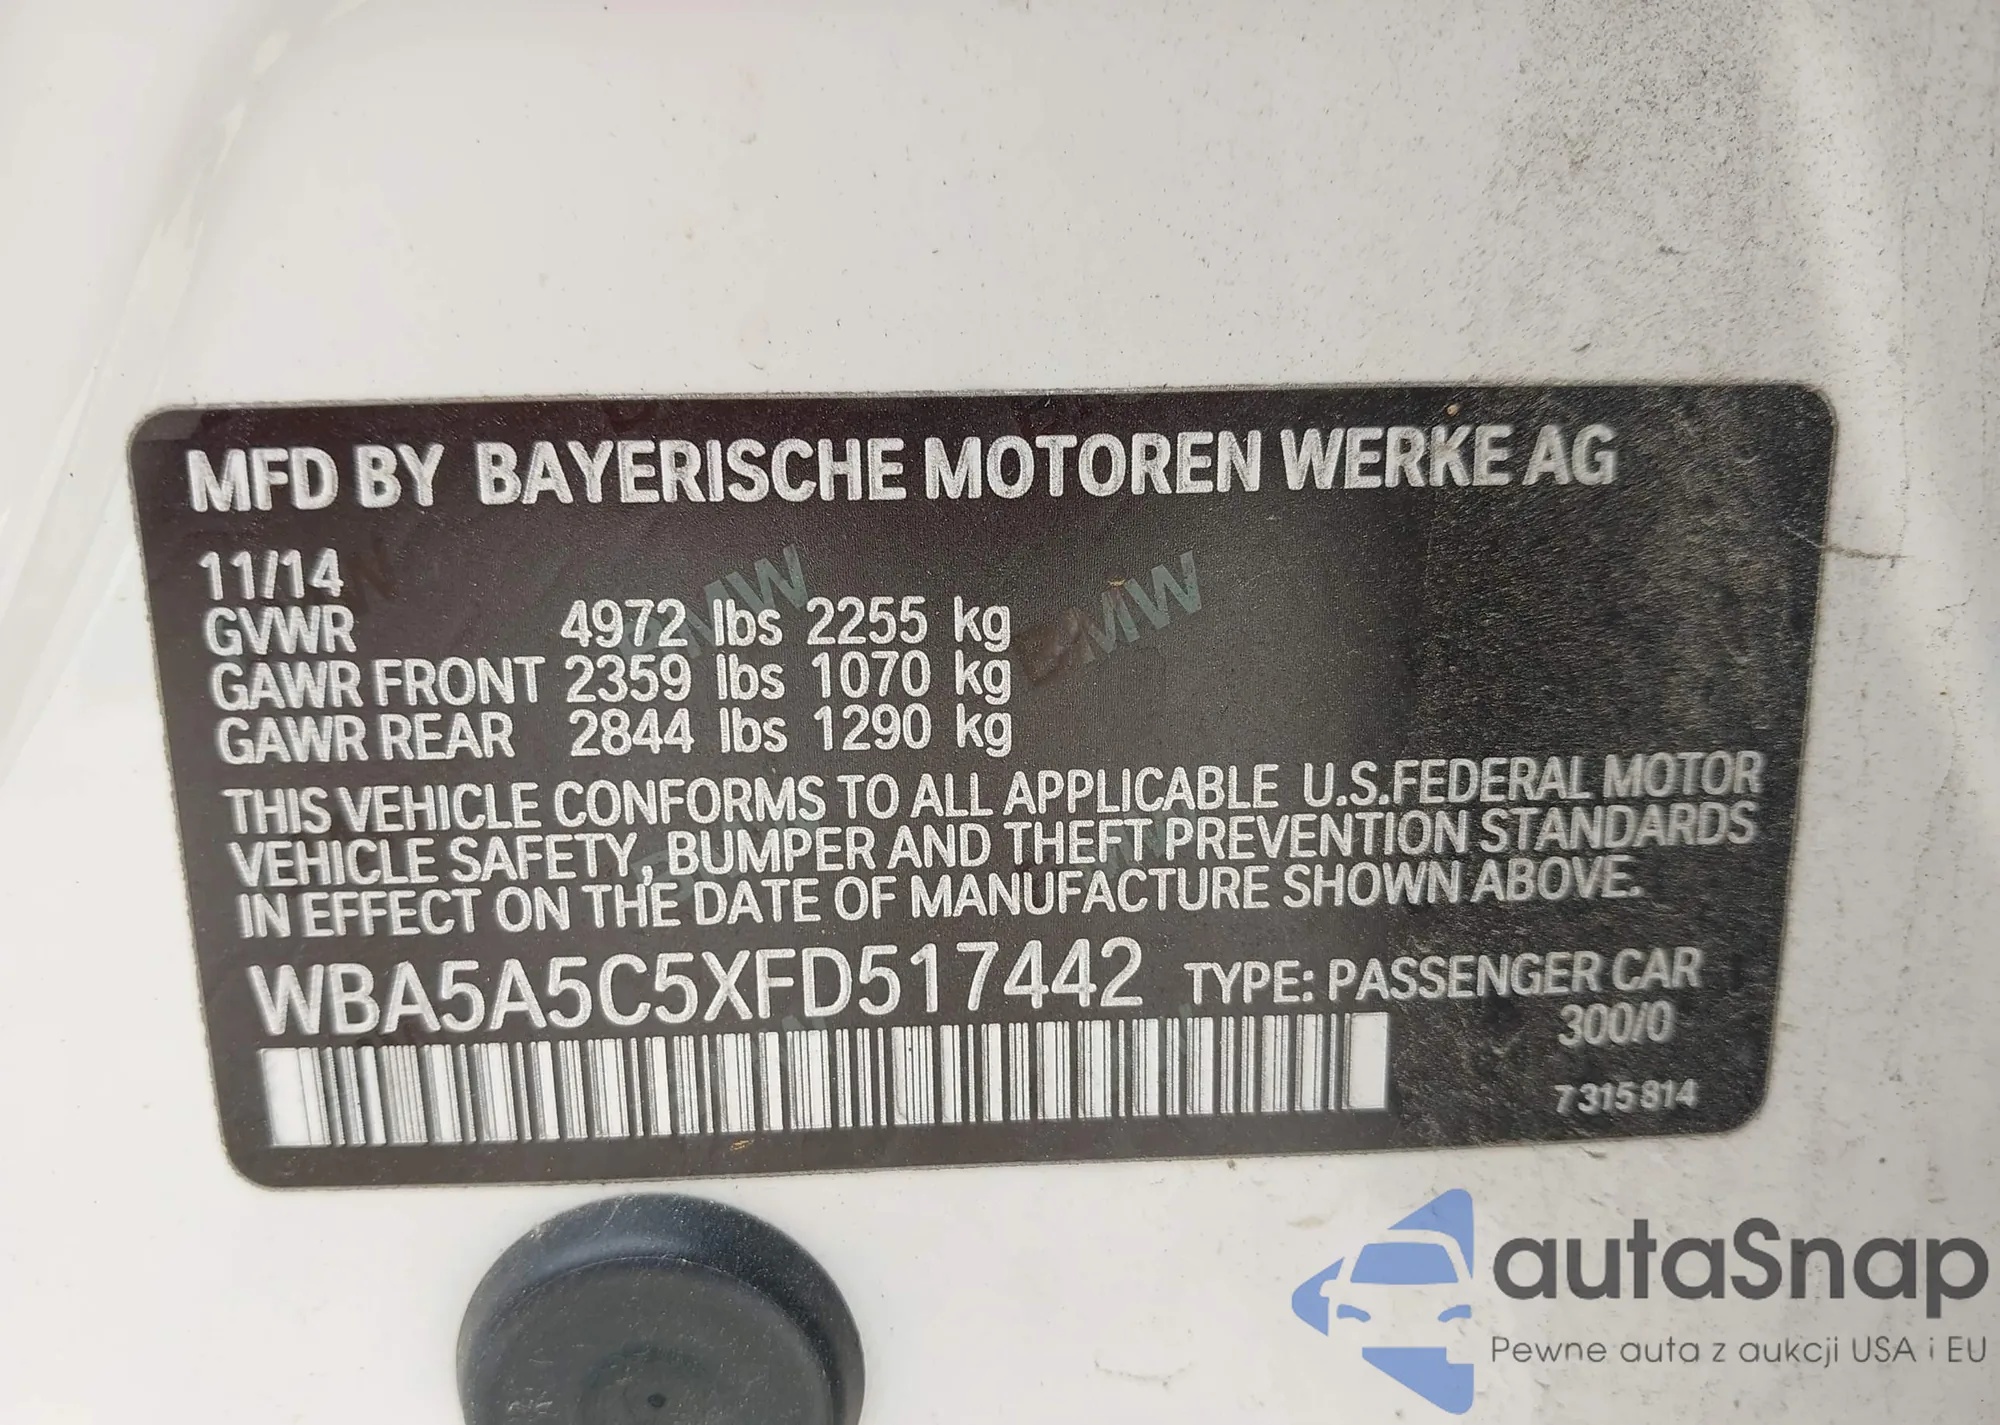 MFD BY BAYERISCHE MOTOREN WERKE AG
11/14
GVWR 4972 lbs 2255 kg
GAWR FRONT 2359 lbs 1070 kg
GAWR REAR 2844 lbs 1290 kg
THIS VEHICLE CONFORMS TO ALL APPLICABLE U.S.FEDERAL MOTOR
VEHICLE SAFETY, BUMPER AND THEFT PREVENTION STANDARDS
IN EFFECT ON THE DATE OF MANUFACTURE SHOWN ABOVE.
WBA5A5C5XFD517442 TYPE: PASSENGER CAR
300/0
7 315 814
autaSnap
Pewne auta z aukcji USA i EU